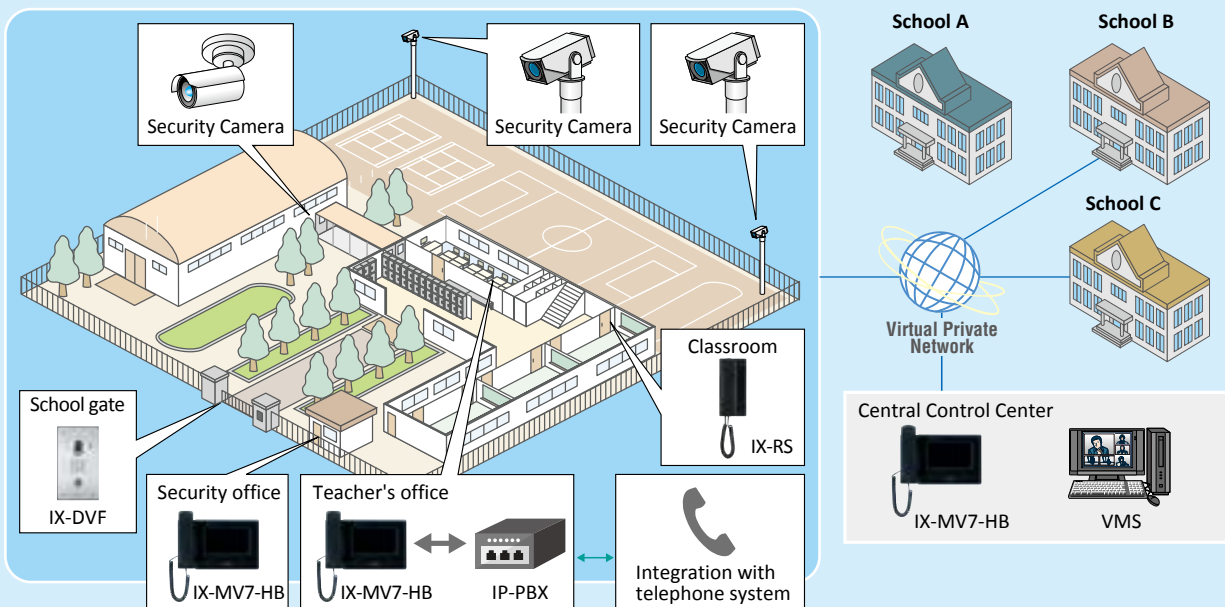 Security Camera
Security Camera
Security Camera
School A
School B
School C
Virtual Private
Network
Classroom
IX-RS
School gate
IX-DVF
Security office
IX-MV7-HB
Teacher's office
IX-MV7-HB
IP-PBX
Integration with
telephone system
Central Control Center
IX-MV7-HB
VMS